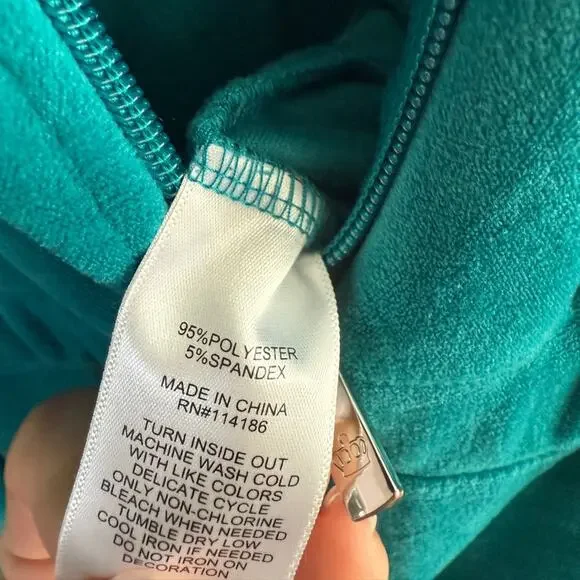 95%POLYESTER
5%SPANDEX
MADE IN CHINA
RN#114186
TURN INSIDE OUT
MACHINE WASH COLD
WITH LIKE COLORS
DELICATE CYCLE
ONLY NON-CHLORINE
BLEACH WHEN NEEDED
TUMBLE DRY LOW
COOL IRON IF NEEDED
DO NOT IRON ON
DECORATION